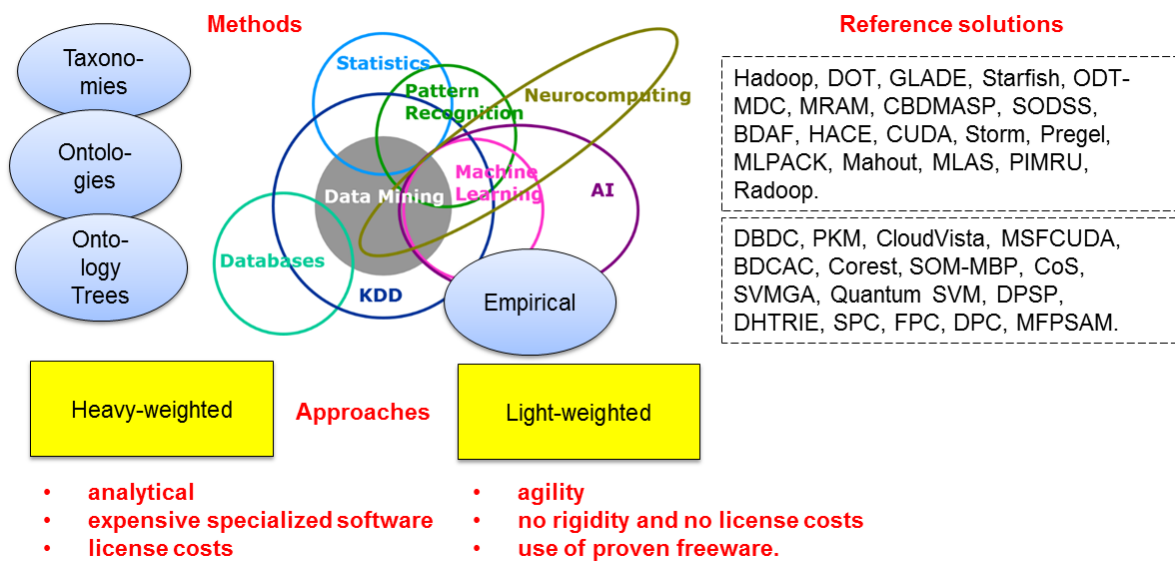 Methods
Reference solutions
Taxono-
mies
Ontolo-
gies
Onto-
logy
Trees
Statistics
Pattern
Recognition
Neurocomputing
Machine
Learning
AI
Data Mining
Databases
KDD
Empirical
Hadoop, DOT, GLADE, Starfish, ODT-
MDC, MRAM, CBDMASP, SODSS,
BDAF, HACE, CUDA, Storm, Pregel,
MLPACK, Mahout, MLAS, PIMRU,
Radoop.
DBDC, PKM, CloudVista, MSFCUDA,
BDCAC, Corest, SOM-MBP, CoS,
SVMGA, Quantum SVM, DPSP,
DHTRIE, SPC, FPC, DPC, MFPSAM.
Heavy-weighted
Approaches
Light-weighted
• analytical
• expensive specialized software
• license costs
• agility
• no rigidity and no license costs
• use of proven freeware.